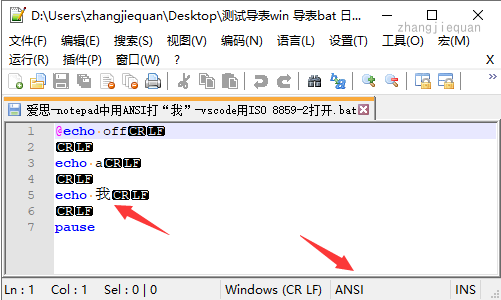 D:\Users\zhangjiequan\Desktop\测试导表win 导表bat 日...
zhangjiequan
文件(F) 编辑(E) 搜索(S) 视图(V) 编码(N) 语言(L) 设置(T) 工具(O) 宏(M)
运行(R) 插件(P) 窗口(W) ? X
»
爱思—notepad中用ANSI打“我”—vscode用ISO 8859-2打开.bat
1 @echo off CR LF
2 CR LF
3 echo a CR LF
4 CR LF
5 echo 我 CR LF
6 CR LF
7 pause
Ln : 1 Col : 1 Sel : 0 | 0 Windows (CR LF) ANSI INS